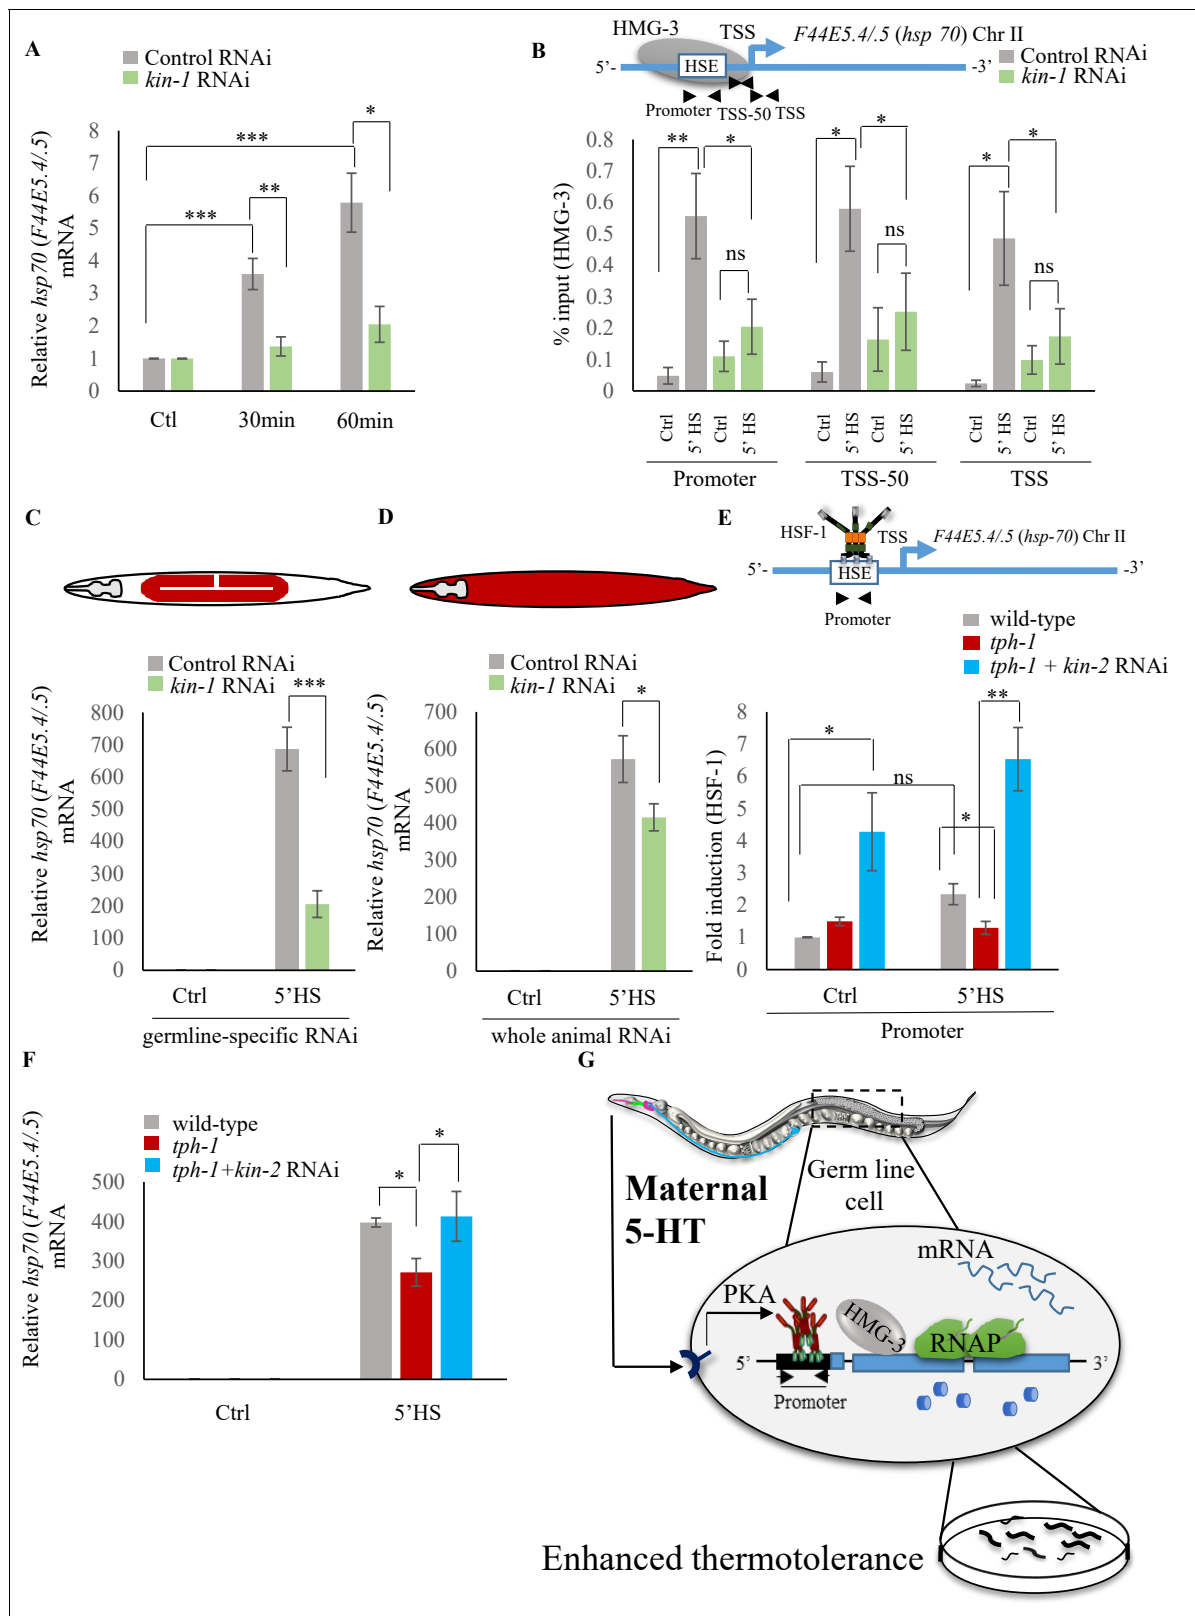 A
Control RNAi
kin-1 RNAi
Relative hsp70 (F44E5.4/.5)
mRNA
8
7
6
5
4
3
2
1
0
***
***
**
*
Ctl
30min
60min
B
HMG-3
TSS
F44E5.4/.5 (hsp 70) Chr II
5'-
HSE
-3'
Promoter
TSS-50
TSS
Control RNAi
kin-1 RNAi
% input (HMG-3)
0.8
0.7
0.6
0.5
0.4
0.3
0.2
0.1
0
**
*
ns
*
*
ns
*
*
ns
Ctrl
5' HS
Ctrl
5' HS
Ctrl
5' HS
Ctrl
5' HS
Ctrl
5' HS
Ctrl
5' HS
Promoter
TSS-50
TSS
C
Control RNAi
kin-1 RNAi
Relative hsp70 (F44E5.4/.5)
mRNA
800
700
600
500
400
300
200
100
0
***
Ctrl
5'HS
germline-specific RNAi
D
Control RNAi
kin-1 RNAi
Relative hsp70 (F44E5.4/.5)
mRNA
700
600
500
400
300
200
100
0
*
Ctrl
5'HS
whole animal RNAi
E
HSF-1
TSS
F44E5.4/.5 (hsp-70) Chr II
5'-
HSE
-3'
Promoter
wild-type
tph-1
tph-1 + kin-2 RNAi
Fold induction (HSF-1)
8
7
6
5
4
3
2
1
0
*
ns
*
**
Ctrl
5'HS
Promoter
F
wild-type
tph-1
tph-1+kin-2 RNAi
Relative hsp70 (F44E5.4/.5)
mRNA
500
400
300
200
100
0
*
*
Ctrl
5'HS
G
Maternal
5-HT
Germ line
cell
mRNA
PKA
HMG-3
RNAP
5'
3'
Promoter
Enhanced thermotolerance